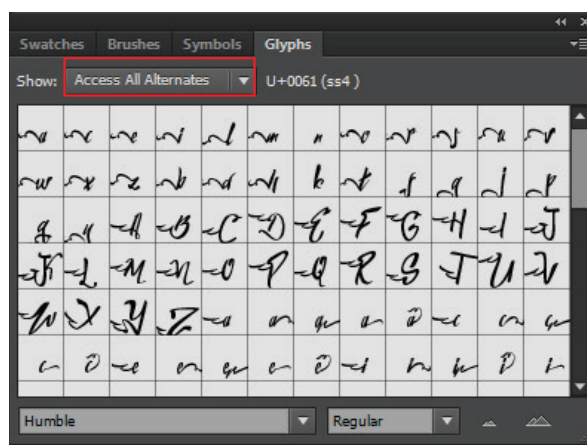 Swatches Brushes Symbols Glyphs
Show: Access All Alternates U+0061 (ss4 )
a c e i l m n o r s u v
w x z b d h k t f q j p
g y A B C D E F G H I J
K L M N O P Q R S T U V
W X Y Z
Humble Regular